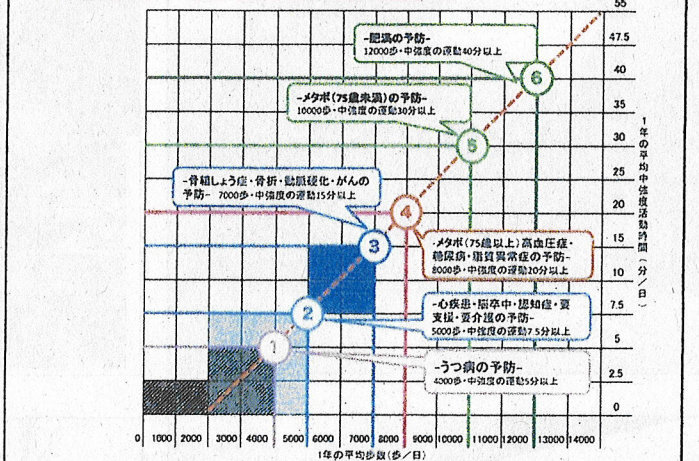 -肥満の予防-
12000歩・中強度の運動40分以上
6
-メタボ(75歳未満)の予防-
10000歩・中強度の運動30分以上
5
-骨粗しょう症・骨折・動脈硬化・がんの
予防- 7000歩・中強度の運動15分以上
4
3
-メタボ(75歳以上)高血圧症・
糖尿病・脂質異常症の予防-
8000歩・中強度の運動20分以上
2
-心疾患・脳卒中・認知症・要
支援・要介護の予防-
5000歩・中強度の運動7.5分以上
1
-うつ病の予防-
4000歩・中強度の運動5分以上
55
47.5
40
35
30
25
20
15
10
7.5
5
2.5
0
1年の平均中強度活動時間(分/日)
0 1000 2000 3000 4000 5000 6000 7000 8000 9000 10000 11000 12000 13000 14000
1年の平均歩数(歩/日)